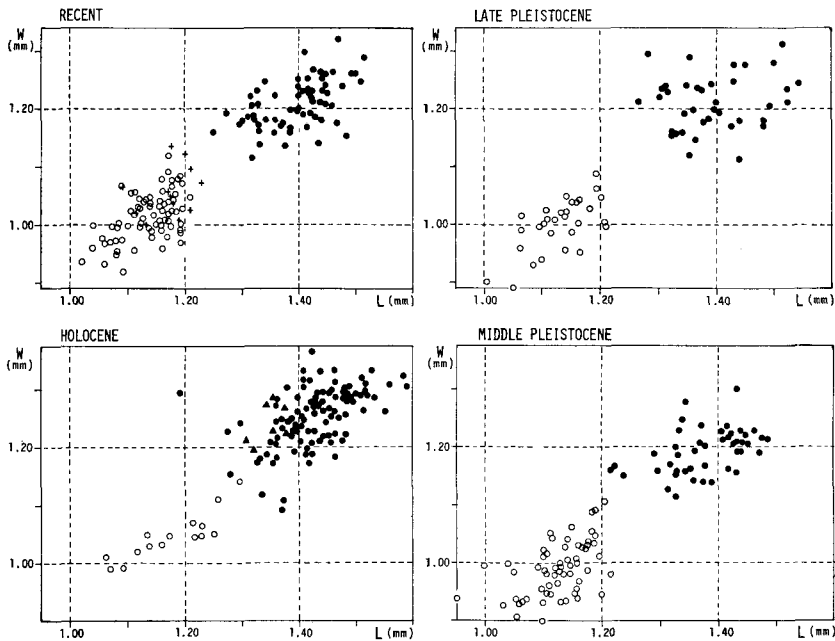 RECENT
W
(mm)
1.20
1.00
1.00
1.20
1.40
L (mm)
LATE PLEISTOCENE
W
(mm)
1.20
1.00
1.00
1.20
1.40
L (mm)
HOLOCENE
W
(mm)
1.20
1.00
1.00
1.20
1.40
L (mm)
MIDDLE PLEISTOCENE
W
(mm)
1.20
1.00
1.00
1.20
1.40
L (mm)